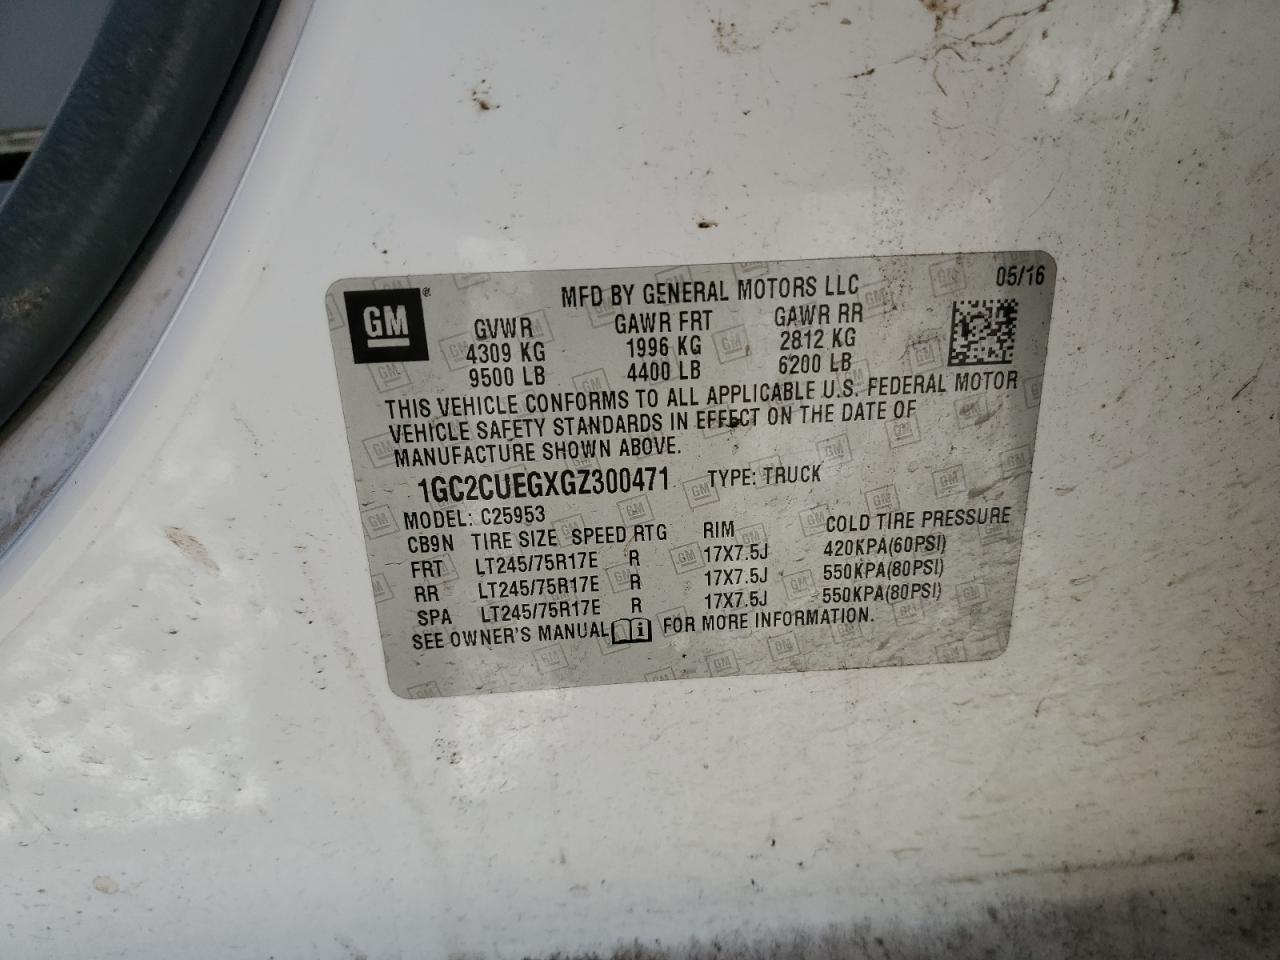 GM® MFD BY GENERAL MOTORS LLC 05/16
GVWR GAWR FRT GAWR RR
4309 KG 1996 KG 2812 KG
9500 LB 4400 LB 6200 LB
THIS VEHICLE CONFORMS TO ALL APPLICABLE U.S. FEDERAL MOTOR
VEHICLE SAFETY STANDARDS IN EFFECT ON THE DATE OF
MANUFACTURE SHOWN ABOVE.
1GC2CUEGXGZ300471 TYPE: TRUCK
MODEL: C25953
CB9N TIRE SIZE SPEED RTG RIM COLD TIRE PRESSURE
FRT LT245/75R17E R 17X7.5J 420KPA(60PSI)
RR LT245/75R17E R 17X7.5J 550KPA(80PSI)
SPA LT245/75R17E R 17X7.5J 550KPA(80PSI)
SEE OWNER'S MANUAL FOR MORE INFORMATION.